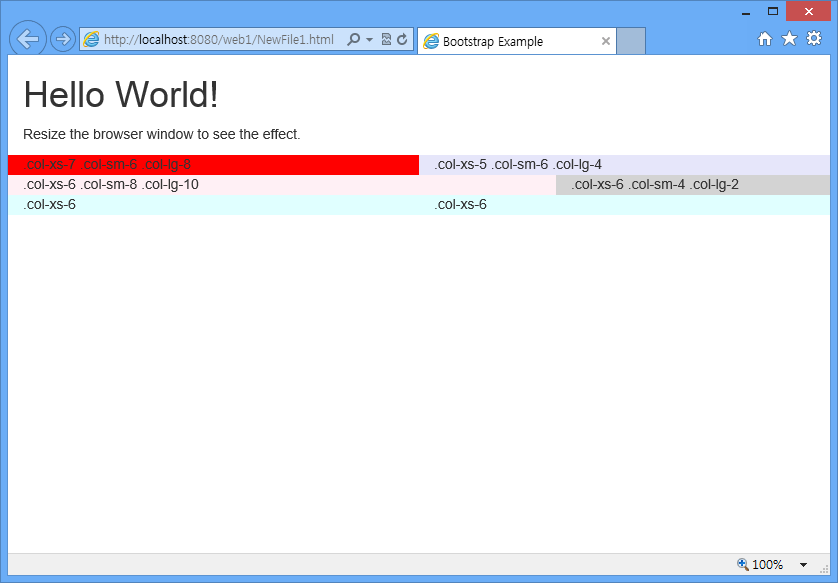 http://localhost:8080/web1/NewFile1.html
Bootstrap Example
Hello World!
Resize the browser window to see the effect.
.col-xs-7 .col-sm-6 .col-lg-8
.col-xs-5 .col-sm-6 .col-lg-4
.col-xs-6 .col-sm-8 .col-lg-10
.col-xs-6 .col-sm-4 .col-lg-2
.col-xs-6
.col-xs-6
100%